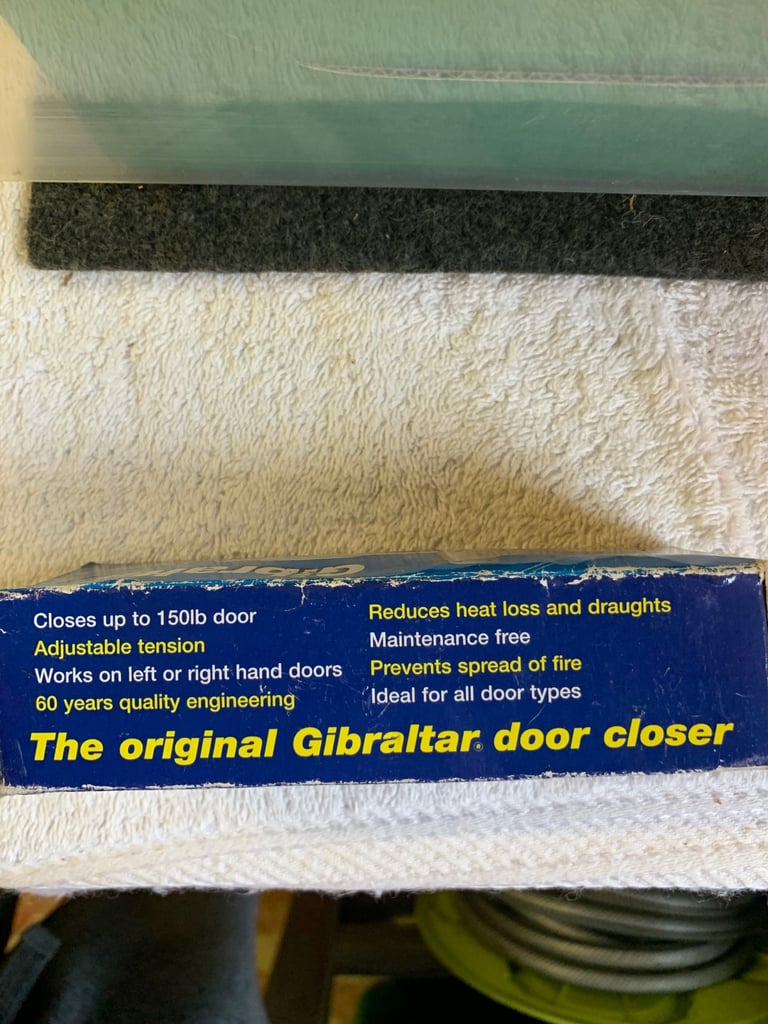 Gibraltar
Closes up to 150lb door
Adjustable tension
Works on left or right hand doors
60 years quality engineering
Reduces heat loss and draughts
Maintenance free
Prevents spread of fire
Ideal for all door types
The original Gibraltar® door closer